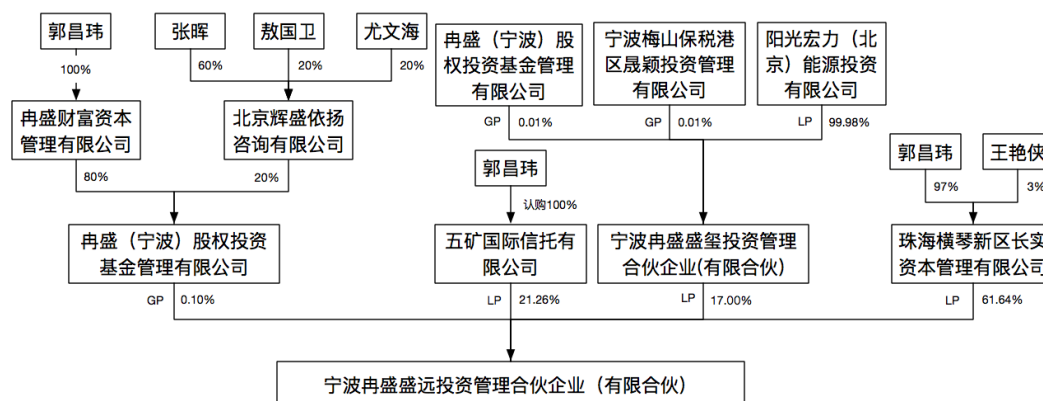 郭昌玮
张晖
敖国卫
尤文海
冉盛（宁波）股
权投资基金管理
有限公司
宁波梅山保税港
区晟颖投资管理
有限公司
阳光宏力（北
京）能源投资
有限公司
100%
60%
20%
20%
冉盛财富资本
管理有限公司
北京辉盛依扬
咨询有限公司
GP
0.01%
GP
0.01%
LP
99.98%
郭昌玮
郭昌玮
王艳侠
80%
20%
认购100%
97%
3%
冉盛（宁波）股权投资
基金管理有限公司
五矿国际信托有
限公司
宁波冉盛盛玺投资管理
合伙企业(有限合伙)
珠海横琴新区长实
资本管理有限公司
GP
0.10%
LP
21.26%
LP
17.00%
LP
61.64%
宁波冉盛盛远投资管理合伙企业（有限合伙）